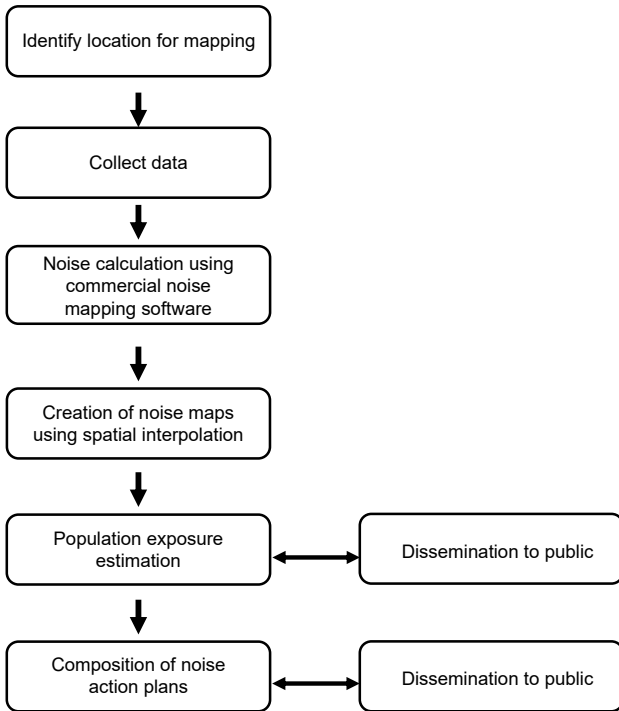 Identify location for mapping
Collect data
Noise calculation using
commercial noise
mapping software
Creation of noise maps
using spatial interpolation
Population exposure
estimation
Dissemination to public
Composition of noise
action plans
Dissemination to public